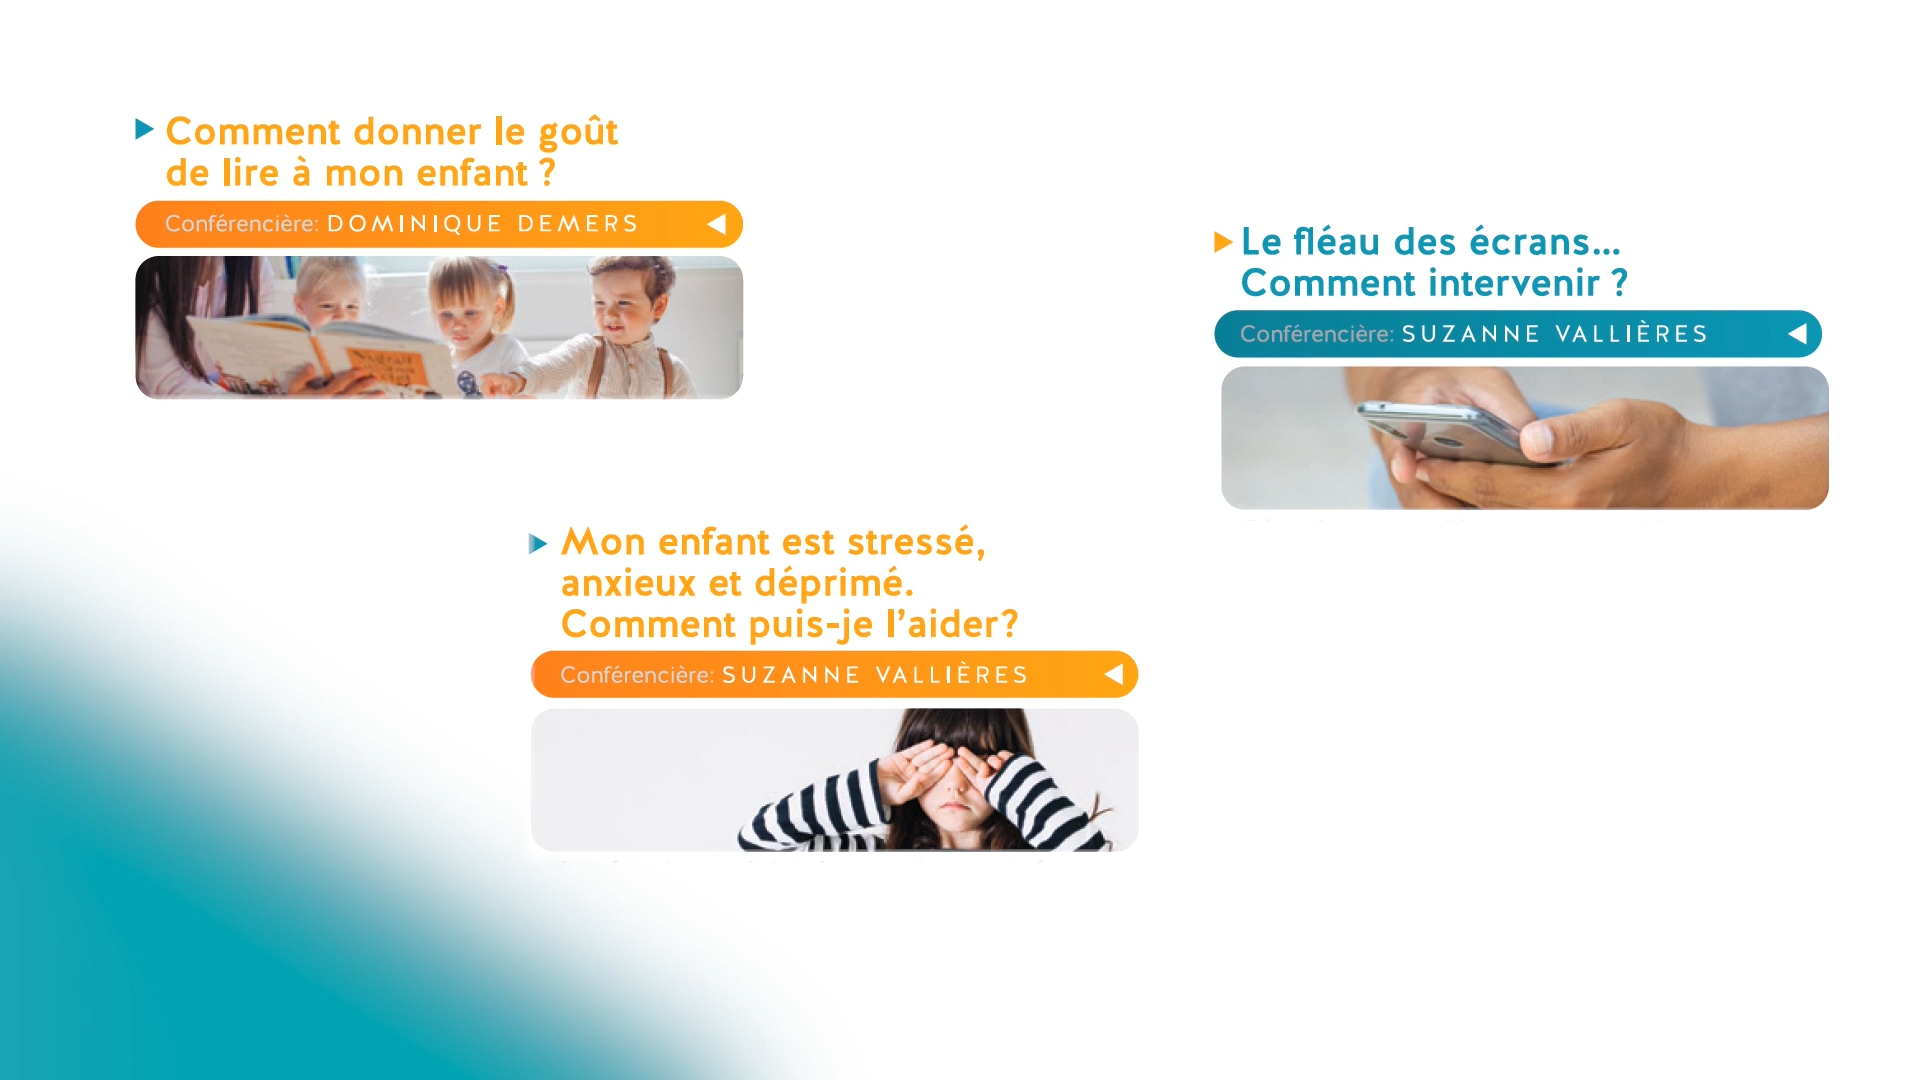 Comment donner le goût
de lire à mon enfant ?
Conférencière: DOMINIQUE DEMERS
Le fléau des écrans...
Comment intervenir ?
Conférencière: SUZANNE VALLIÈRES
Mon enfant est stressé,
anxieux et déprimé.
Comment puis-je l’aider?
Conférencière: SUZANNE VALLIÈRES